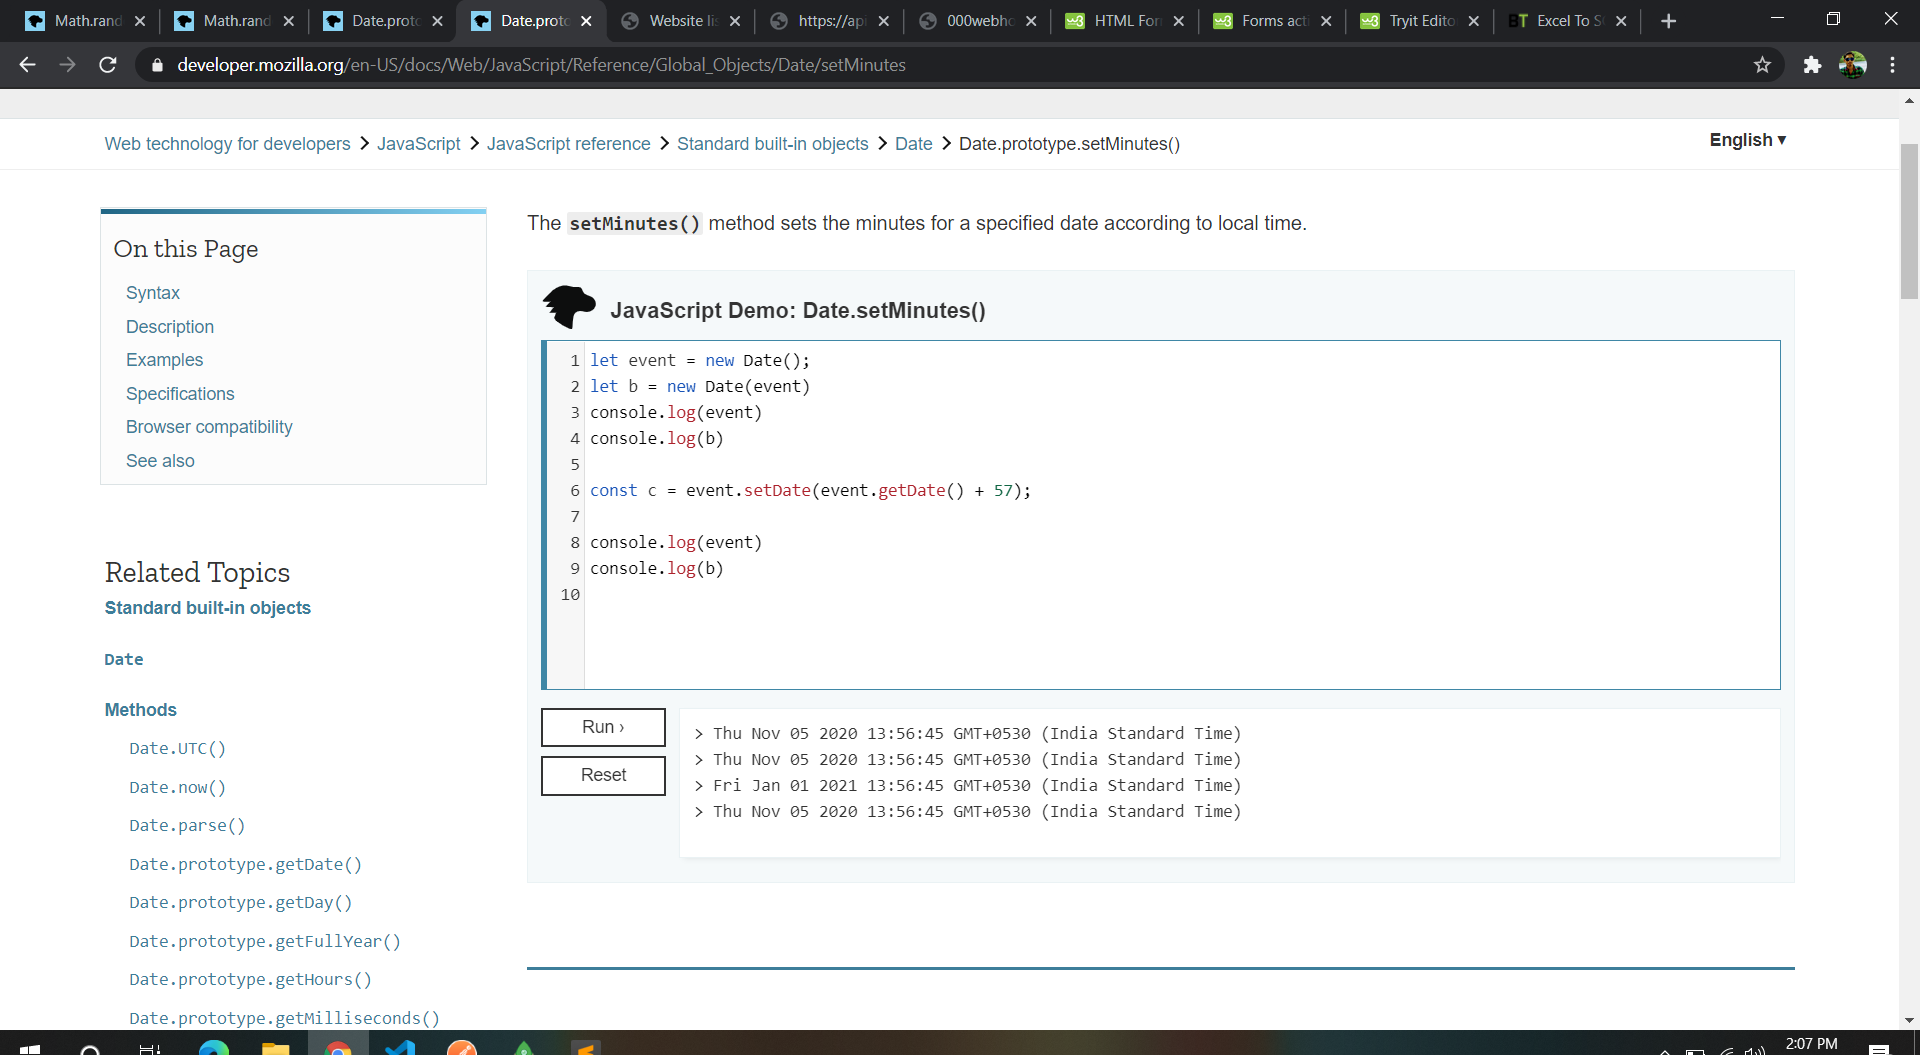 Math.rand
Math.rand
Date.proto
Date.proto
Website lis
https://api
000webho
HTML For
Forms acti
Tryit Edito
BT Excel To S
developer.mozilla.org/en-US/docs/Web/JavaScript/Reference/Global_Objects/Date/setMinutes
Web technology for developers > JavaScript > JavaScript reference > Standard built-in objects > Date > Date.prototype.setMinutes()
English ▼
On this Page
Syntax
Description
Examples
Specifications
Browser compatibility
See also
Related Topics
Standard built-in objects
Date
Methods
Date.UTC()
Date.now()
Date.parse()
Date.prototype.getDate()
Date.prototype.getDay()
Date.prototype.getFullYear()
Date.prototype.getHours()
Date.prototype.getMilliseconds()
The setMinutes() method sets the minutes for a specified date according to local time.
JavaScript Demo: Date.setMinutes()
1 let event = new Date();
2 let b = new Date(event)
3 console.log(event)
4 console.log(b)
5
6 const c = event.setDate(event.getDate() + 57);
7
8 console.log(event)
9 console.log(b)
10
Run ›
Reset
> Thu Nov 05 2020 13:56:45 GMT+0530 (India Standard Time)
> Thu Nov 05 2020 13:56:45 GMT+0530 (India Standard Time)
> Fri Jan 01 2021 13:56:45 GMT+0530 (India Standard Time)
> Thu Nov 05 2020 13:56:45 GMT+0530 (India Standard Time)
2:07 PM